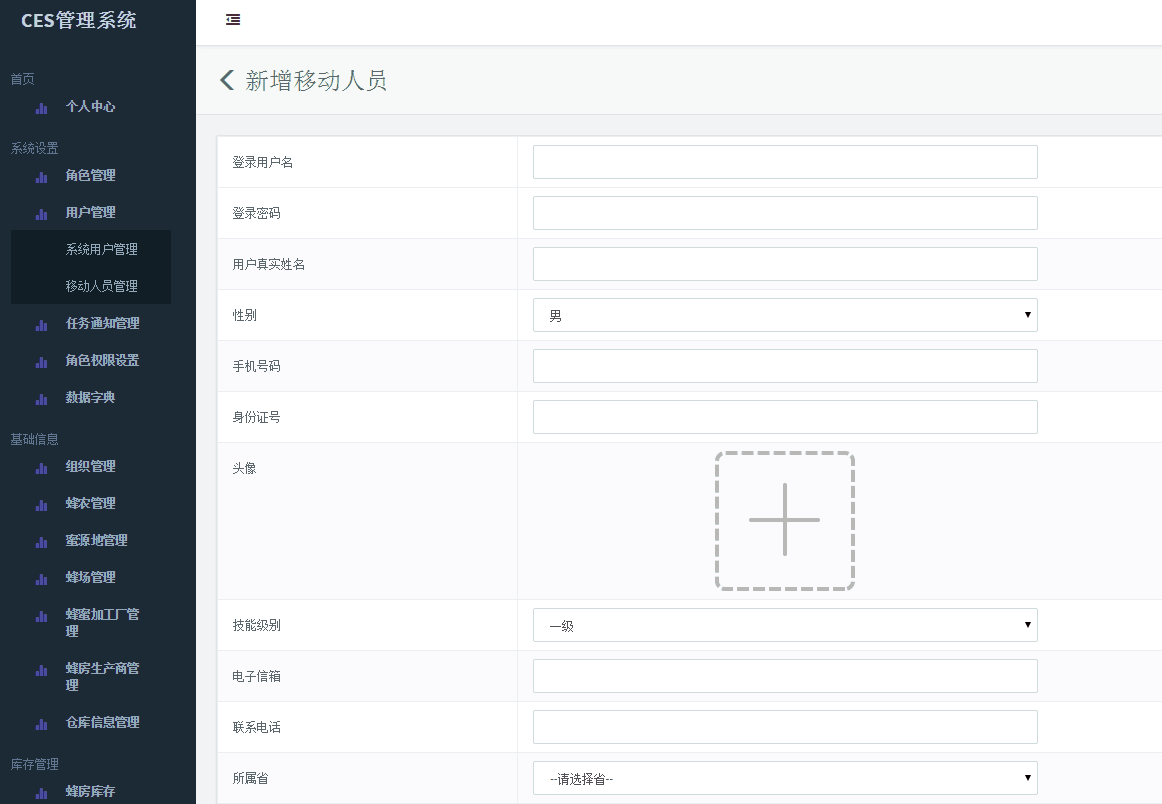 CES管理系统
首页
个人中心
系统设置
角色管理
用户管理
系统用户管理
移动人员管理
任务通知管理
角色权限设置
数据字典
基础信息
组织管理
蜂农管理
蜜源地管理
蜂场管理
蜂蜜加工厂管
理
蜂房生产商管
理
仓库信息管理
库存管理
蜂房库存
新增移动人员
登录用户名
登录密码
用户真实姓名
性别
男
手机号码
身份证号
头像
技能级别
一级
电子信箱
联系电话
所属省
--请选择省--